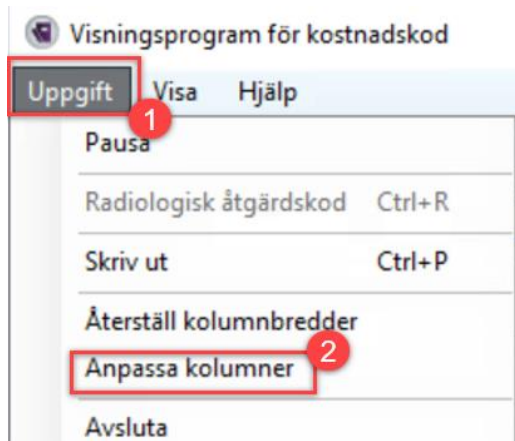 Visningsprogram för kostnadskod
Uppgift Visa Hjälp
1
Pausa
Radiologisk åtgärdskod Ctrl+R
Skriv ut Ctrl+P
Återställ kolumnbredder
2
Anpassa kolumner
Avsluta